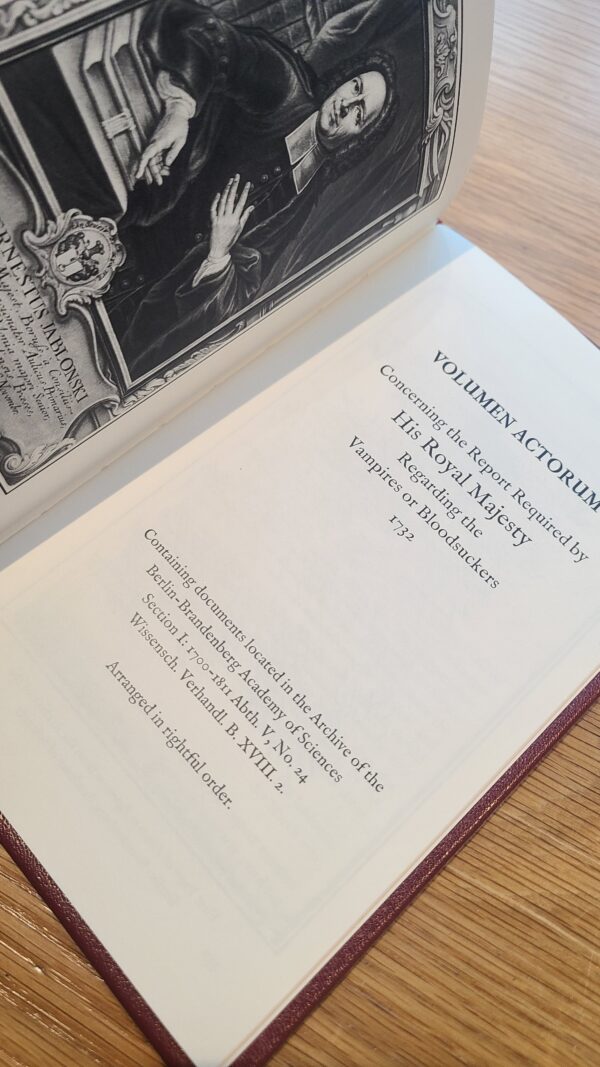 ERNESTUS JABLONSKI
VOLUMEN ACTORUM
Concerning the Report Required by
His Royal Majesty
Regarding the
Vampires or Bloodsuckers
1732
Containing documents located in the Archive of the
Berlin-Brandenberg Academy of Sciences
Section I: 1700-1811 Abth. V, No. 24
Wissensch. Verhandl. B. XVIII. 2.
Arranged in rightful order.